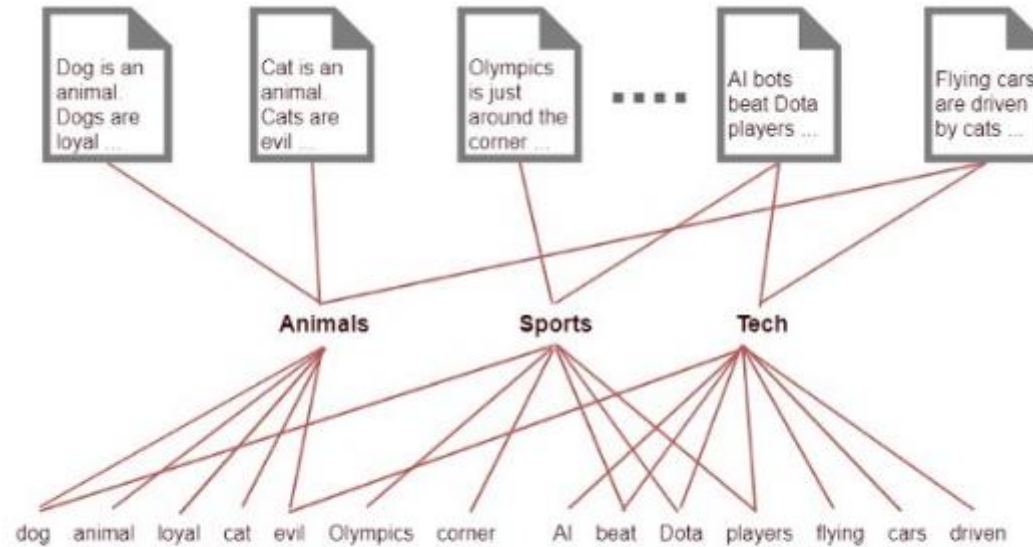 Dog is an
animal.
Dogs are
loyal ...
Cat is an
animal.
Cats are
evil ...
Olympics
is just
around the
corner ...
AI bots
beat Dota
players ...
Flying cars
are driven
by cats ...
Animals
Sports
Tech
dog animal loyal cat evil Olympics corner AI beat Dota players flying cars driven